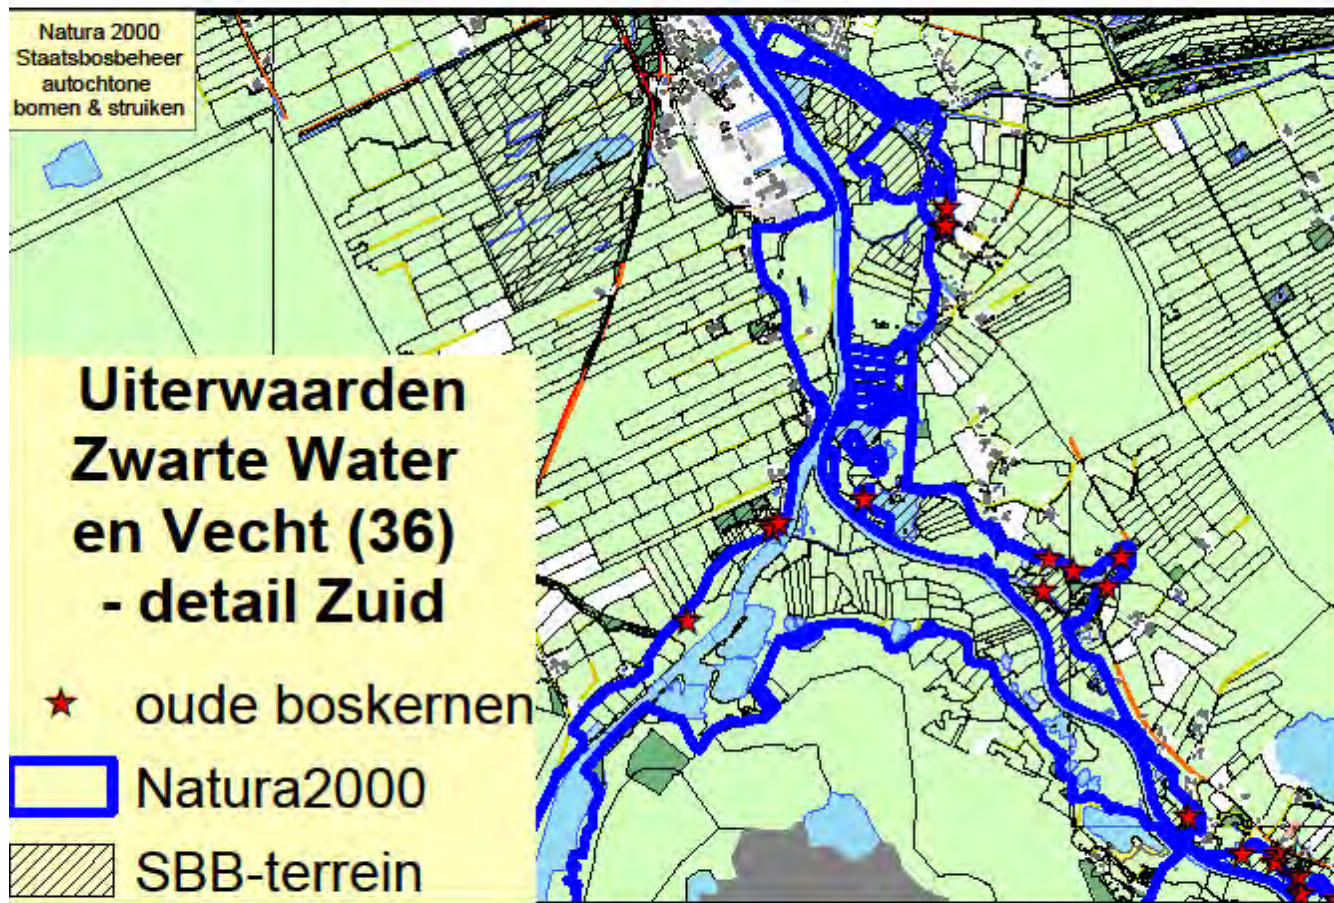 Natura 2000
Staatsbosbeheer
autochtone
bomen & struiken
Uiterwaarden
Zwarte Water
en Vecht (36)
- detail Zuid
oude boskernen
Natura2000
SBB-terrein